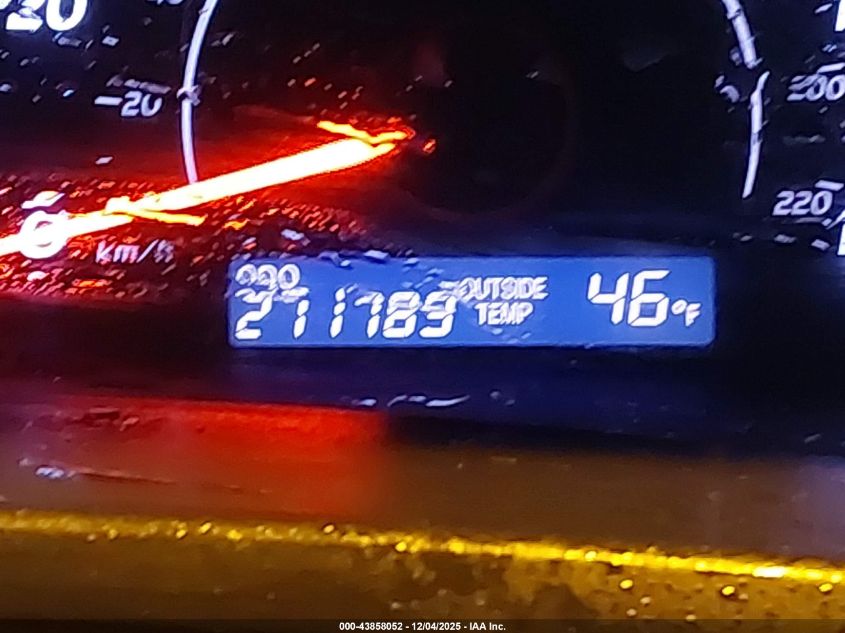 20
-20
200
220
km/h
ODO
271789
OUTSIDE
TEMP
46°F
000-43858052 - 12/04/2025 - IAA Inc.